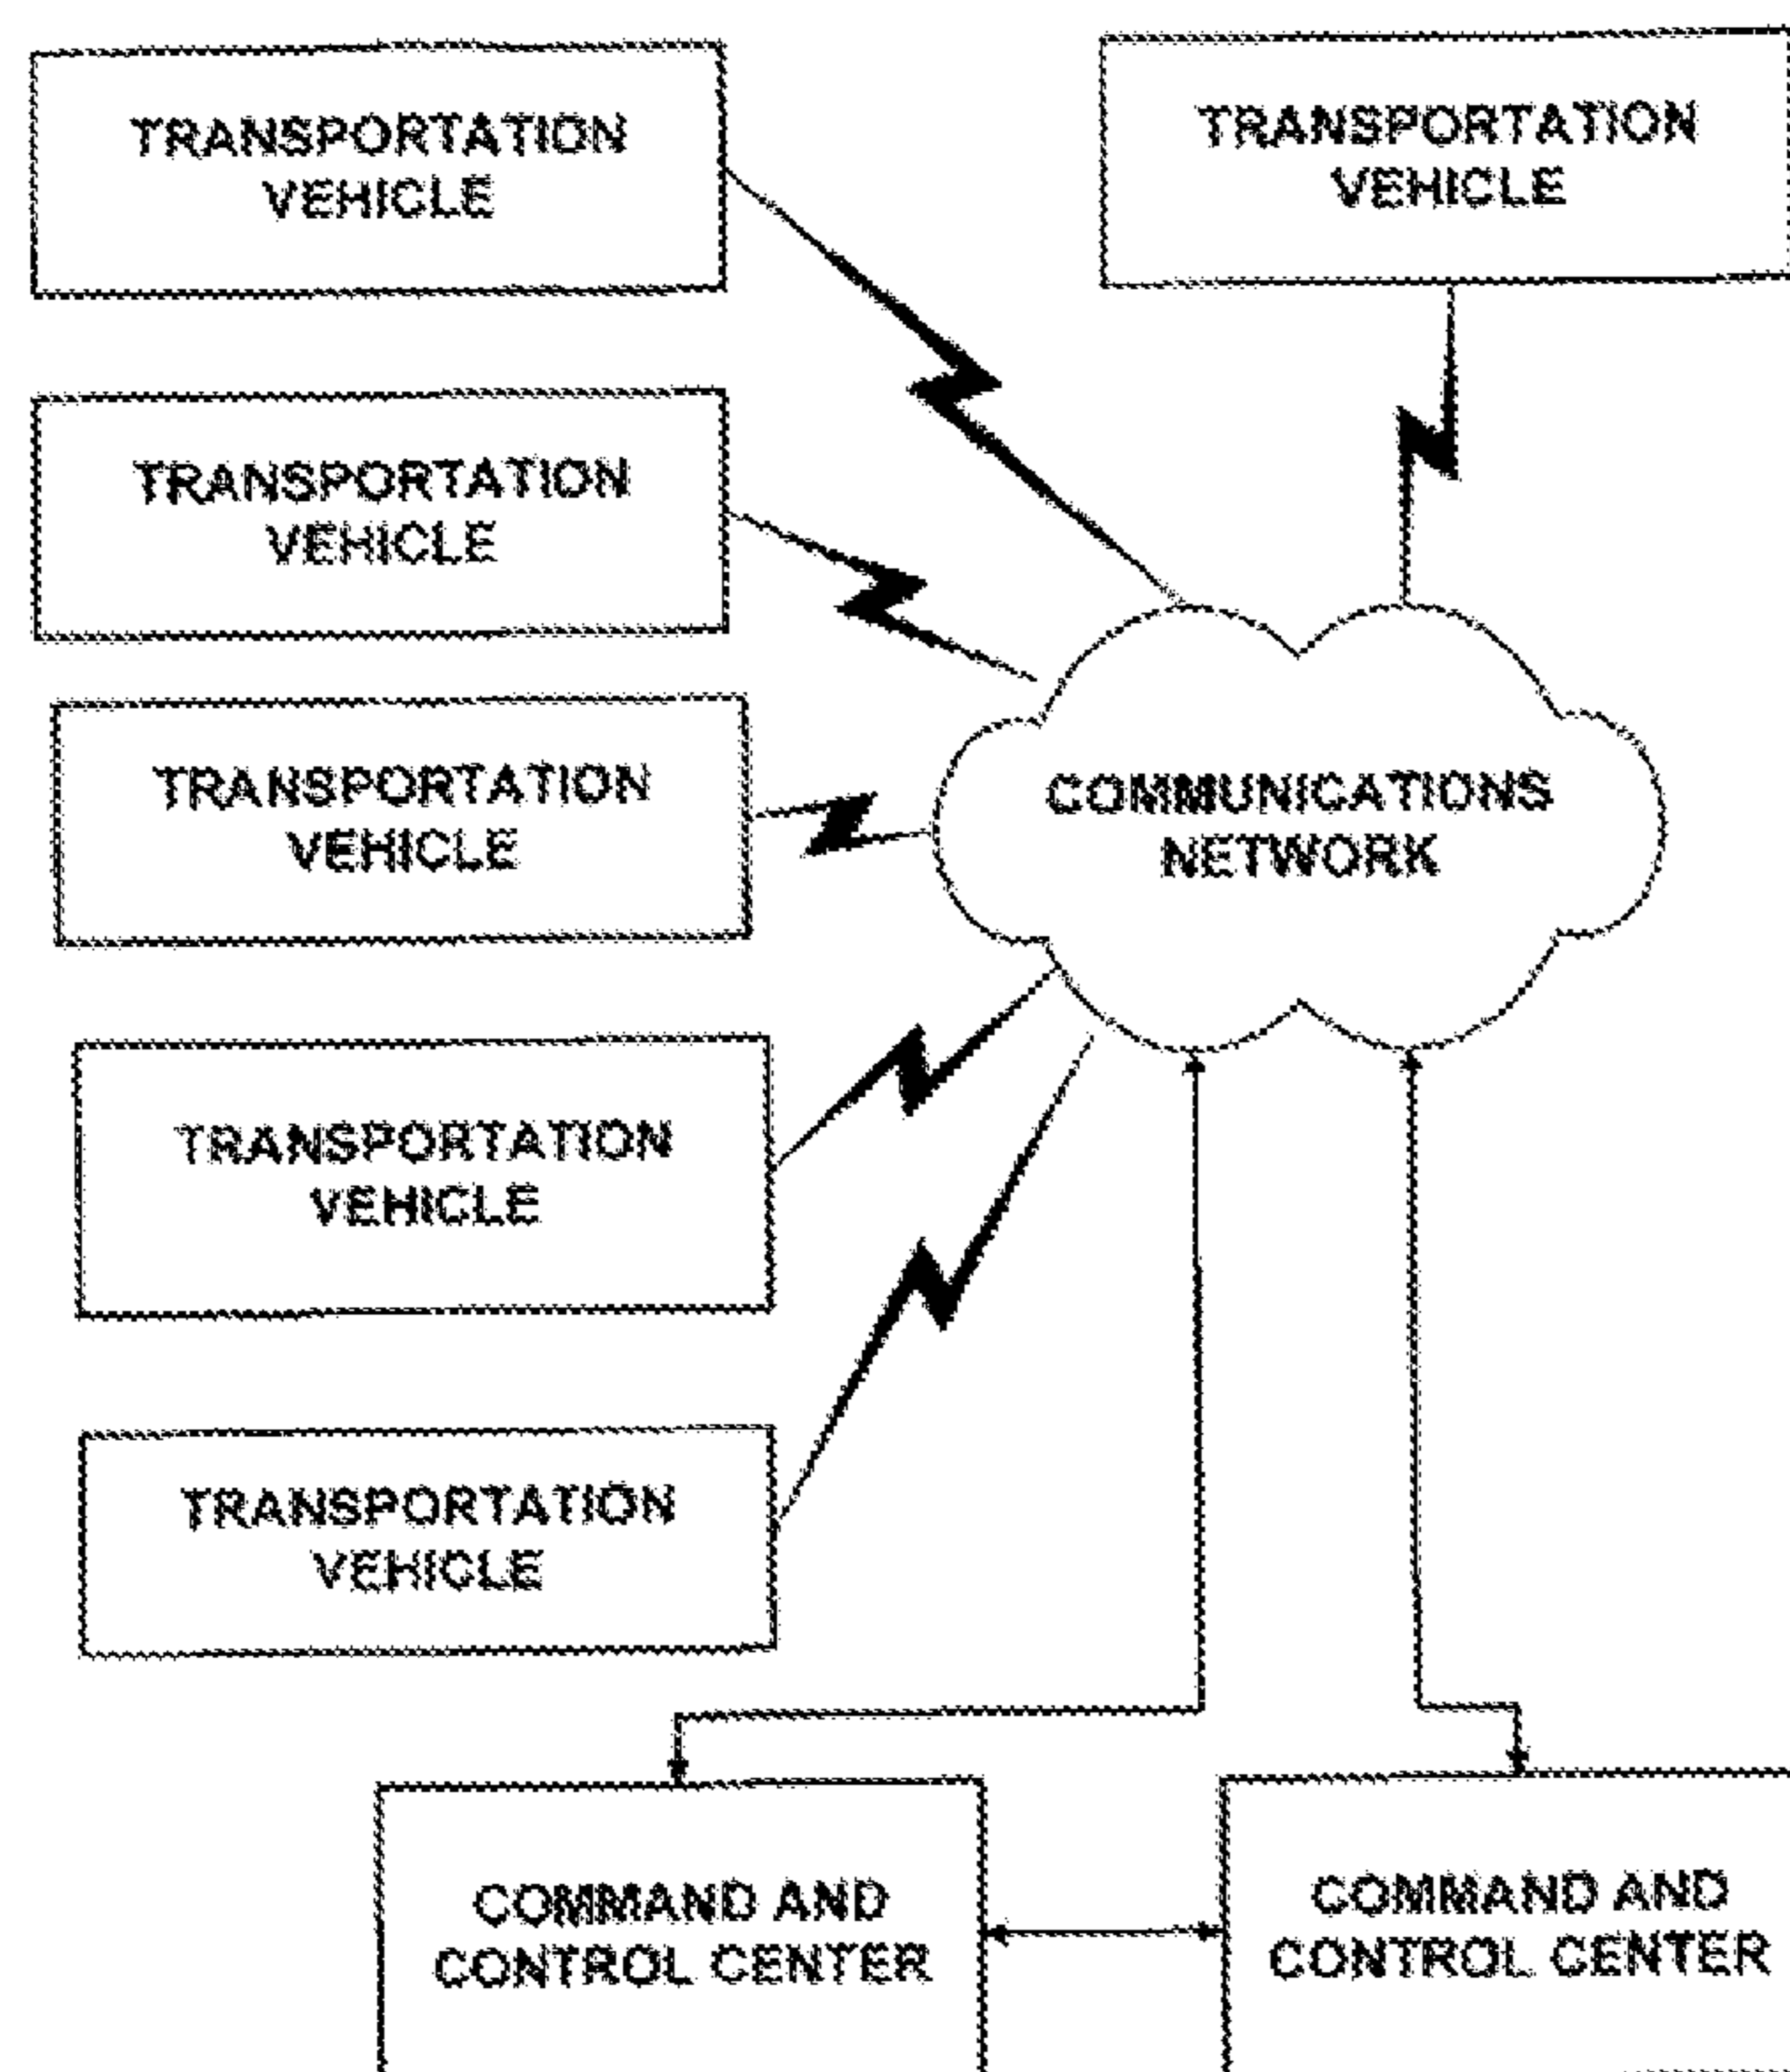 TRANSPORTATION
VEHICLE
TRANSPORTATION
VEHICLE
TRANSPORTATION
VEHICLE
TRANSPORTATION
VEHICLE
COMMUNICATIONS
NETWORK
TRANSPORTATION
VEHICLE
TRANSPORTATION
VEHICLE
COMMAND AND
CONTROL CENTER
COMMAND AND
CONTROL CENTER